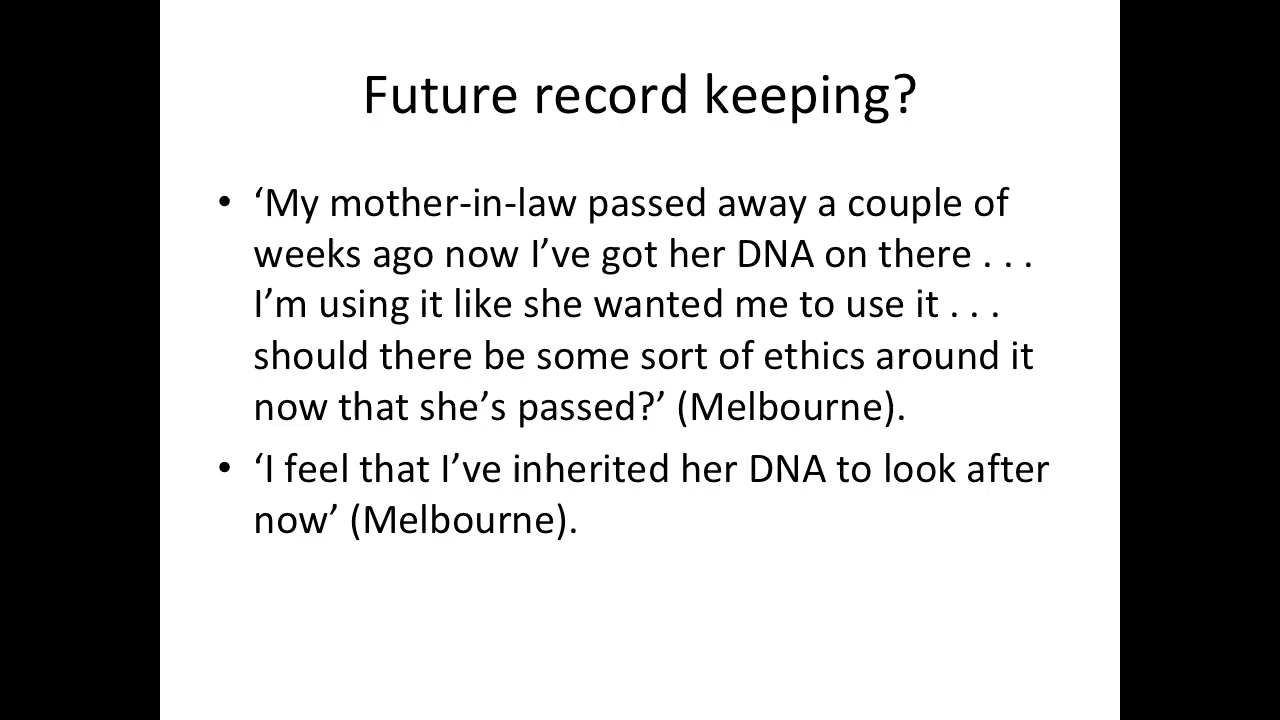 Future record keeping?
• ‘My mother-in-law passed away a couple of
weeks ago now I’ve got her DNA on there . . .
I’m using it like she wanted me to use it . . .
should there be some sort of ethics around it
now that she’s passed?’ (Melbourne).
• ‘I feel that I’ve inherited her DNA to look after
now’ (Melbourne).